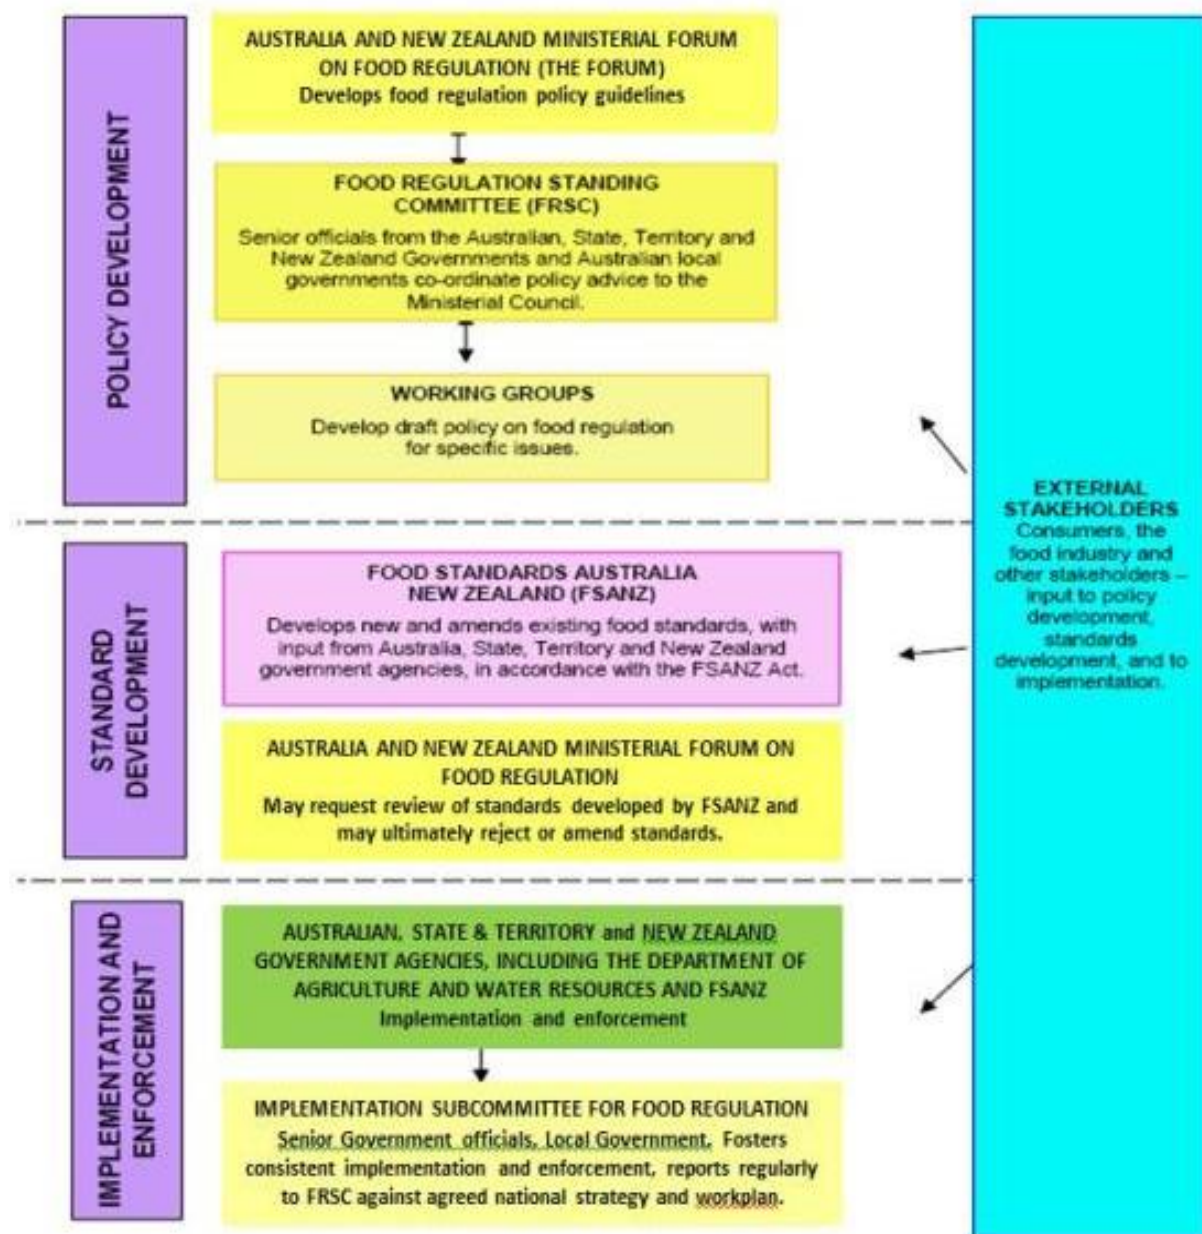 POLICY DEVELOPMENT
AUSTRALIA AND NEW ZEALAND MINISTERIAL FORUM
ON FOOD REGULATION (THE FORUM)
Develops food regulation policy guidelines
FOOD REGULATION STANDING
COMMITTEE (FRSC)
Senior officials from the Australian, State, Territory and
New Zealand Governments and Australian local
governments co-ordinate policy advice to the
Ministerial Council.
WORKING GROUPS
Develop draft policy on food regulation
for specific issues.
STANDARD
DEVELOPMENT
FOOD STANDARDS AUSTRALIA
NEW ZEALAND (FSANZ)
Develops new and amends existing food standards, with
input from Australia, State, Territory and New Zealand
government agencies, in accordance with the FSANZ Act.
AUSTRALIA AND NEW ZEALAND MINISTERIAL FORUM ON
FOOD REGULATION
May request review of standards developed by FSANZ and
may ultimately reject or amend standards.
IMPLEMENTATION AND
ENFORCEMENT
AUSTRALIAN, STATE & TERRITORY and NEW ZEALAND
GOVERNMENT AGENCIES, INCLUDING THE DEPARTMENT OF
AGRICULTURE AND WATER RESOURCES AND FSANZ
Implementation and enforcement
IMPLEMENTATION SUBCOMMITTEE FOR FOOD REGULATION
Senior Government officials, Local Government. Fosters
consistent implementation and enforcement, reports regularly
to FRSC against agreed national strategy and workplan.
EXTERNAL
STAKEHOLDERS
Consumers, the
food industry and
other stakeholders –
input to policy
development,
standards
development, and to
implementation.